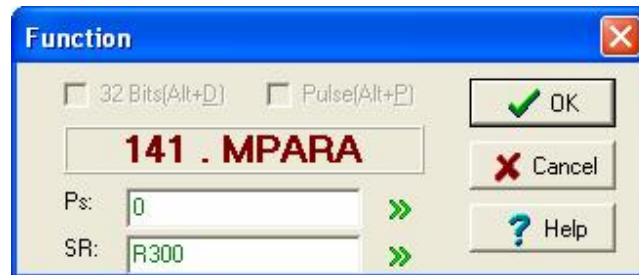 Function
32 Bits(Alt+D) Pulse(Alt+P) OK
141 . MPARA
Cancel
Ps: 0
Help
SR: R300